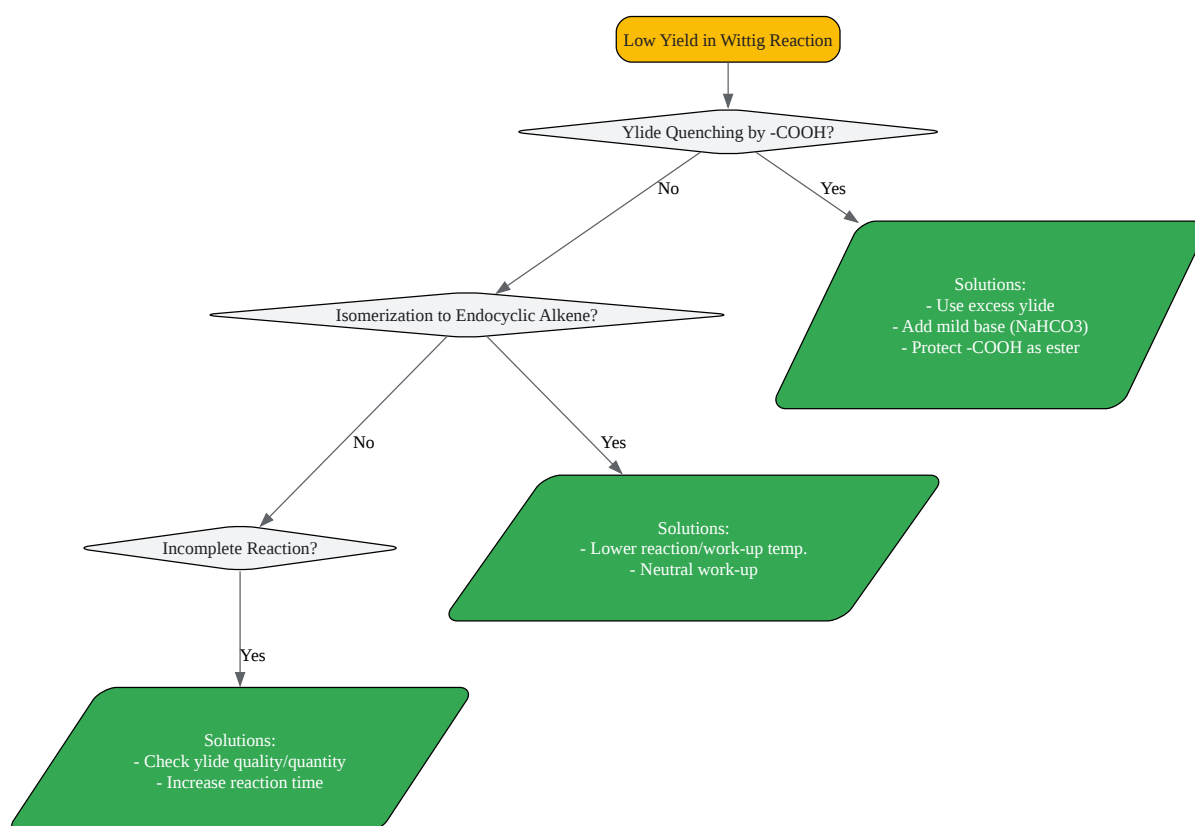 Low Yield in Wittig Reaction
Ylide Quenching by -COOH?
No
Yes
Solutions:
- Use excess ylide
- Add mild base (NaHCO3)
- Protect -COOH as ester
Isomerization to Endocyclic Alkene?
No
Yes
Solutions:
- Lower reaction/work-up temp.
- Neutral work-up
Incomplete Reaction?
Yes
Solutions:
- Check ylide quality/quantity
- Increase reaction time